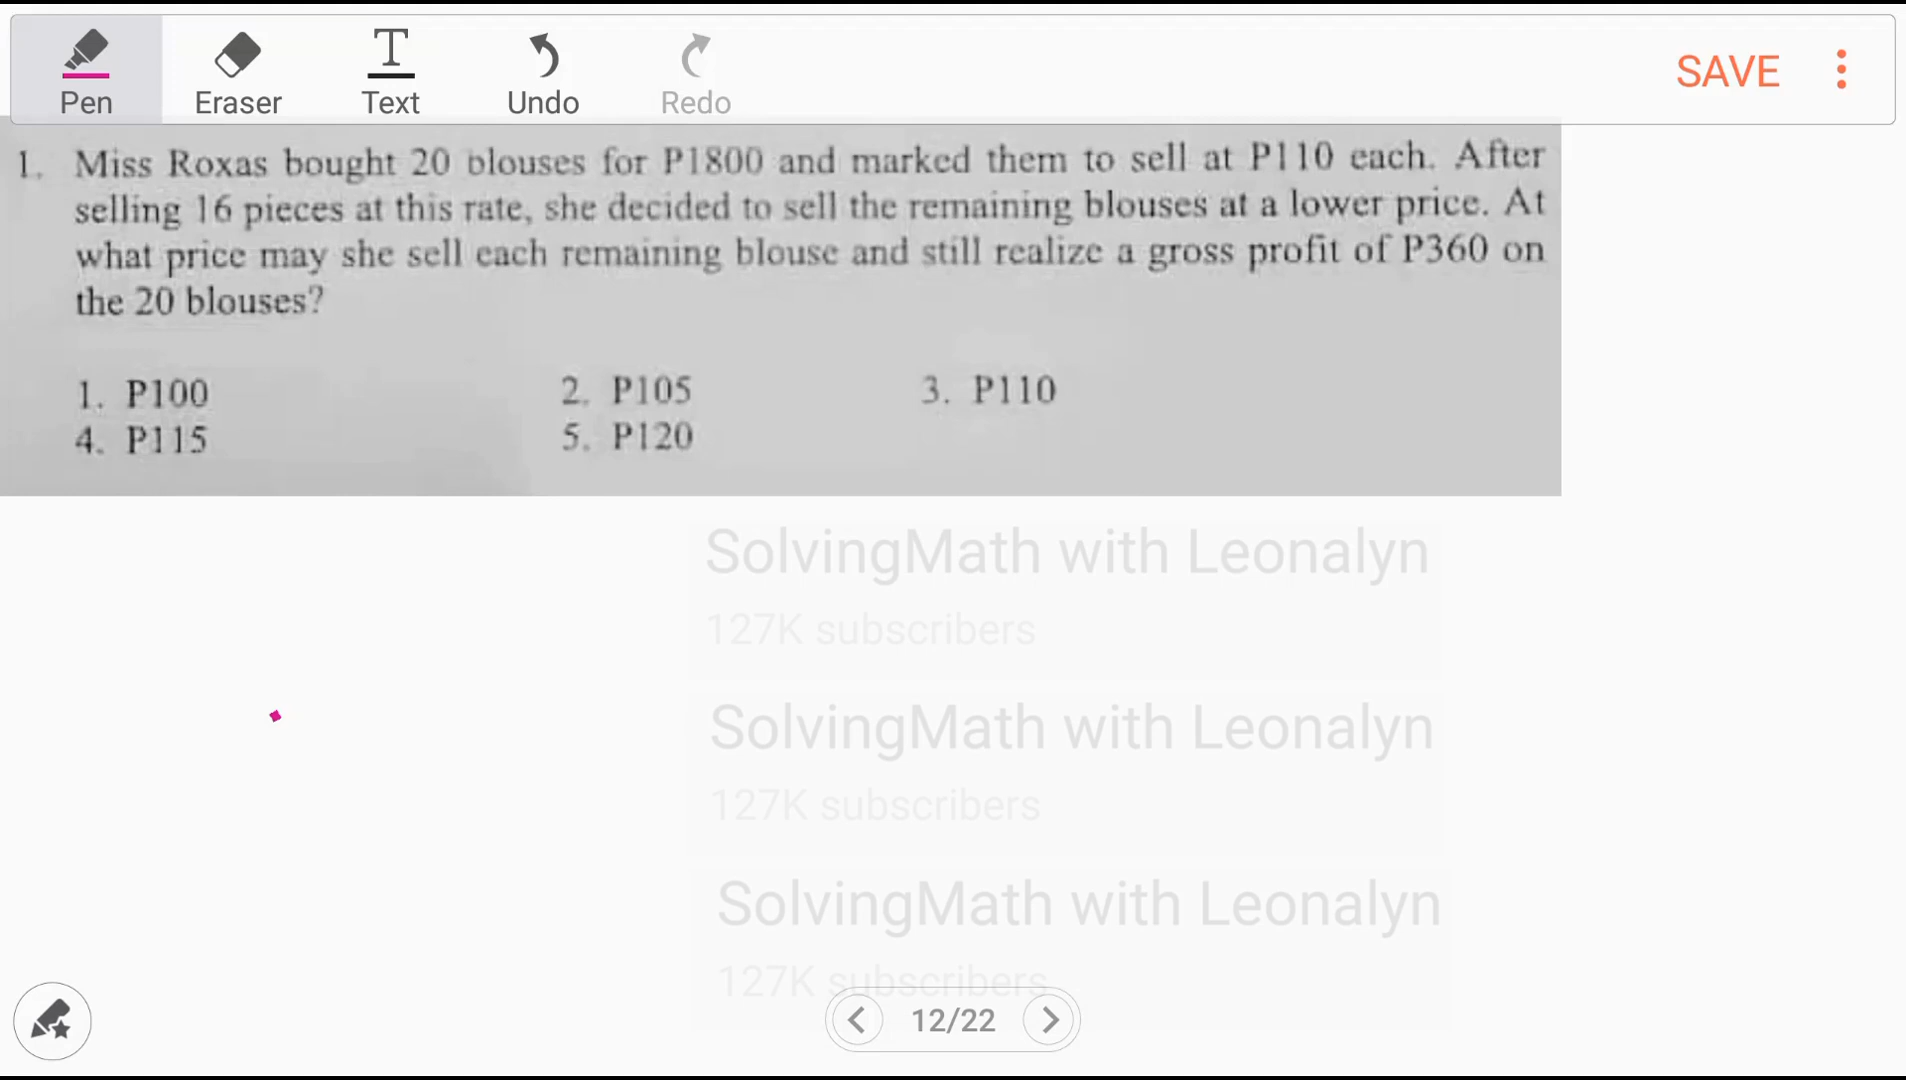 Pen
Eraser
Text
Undo
Redo
SAVE
1. Miss Roxas bought 20 blouses for P1800 and marked them to sell at P110 each. After
selling 16 pieces at this rate, she decided to sell the remaining blouses at a lower price. At
what price may she sell each remaining blouse and still realize a gross profit of P360 on
the 20 blouses?
1. P100 2. P105 3. P110
4. P115 5. P120
SolvingMath with Leonalyn
127K subscribers
SolvingMath with Leonalyn
127K subscribers
SolvingMath with Leonalyn
127K subscribers
12/22